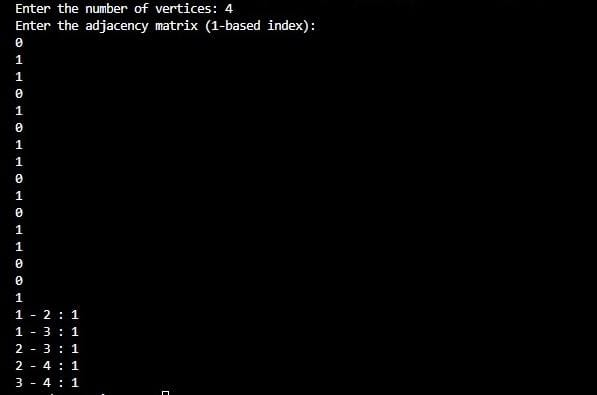 Enter the number of vertices: 4
Enter the adjacency matrix (1-based index):
0
1
1
0
1
0
1
1
0
1
0
1
1
0
0
1
1 - 2 : 1
1 - 3 : 1
2 - 3 : 1
2 - 4 : 1
3 - 4 : 1